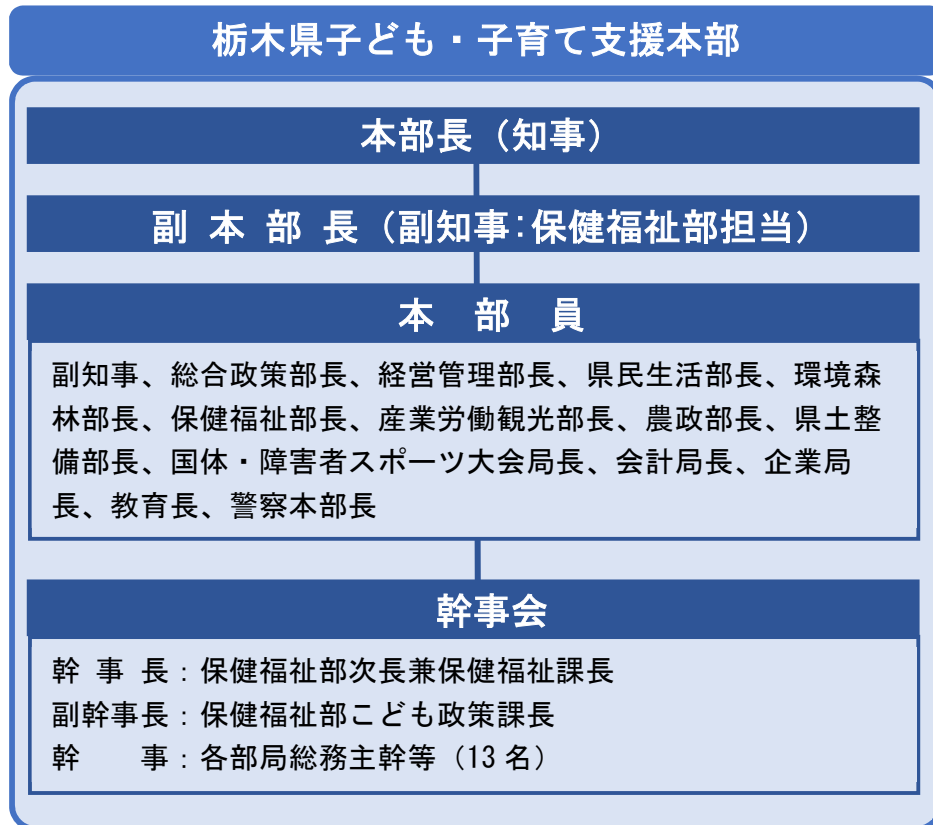 栃木県子ども・子育て支援本部
本部長（知事）
副 本 部 長（副知事：保健福祉部担当）
本　部　員
副知事、総合政策部長、経営管理部長、県民生活部長、環境森
林部長、保健福祉部長、産業労働観光部長、農政部長、県土整
備部長、国体・障害者スポーツ大会局長、会計局長、企業局
長、教育長、警察本部長
幹事会
幹 事 長：保健福祉部次長兼保健福祉課長
副幹事長：保健福祉部こども政策課長
幹　　事：各部局総務主幹等（13 名）